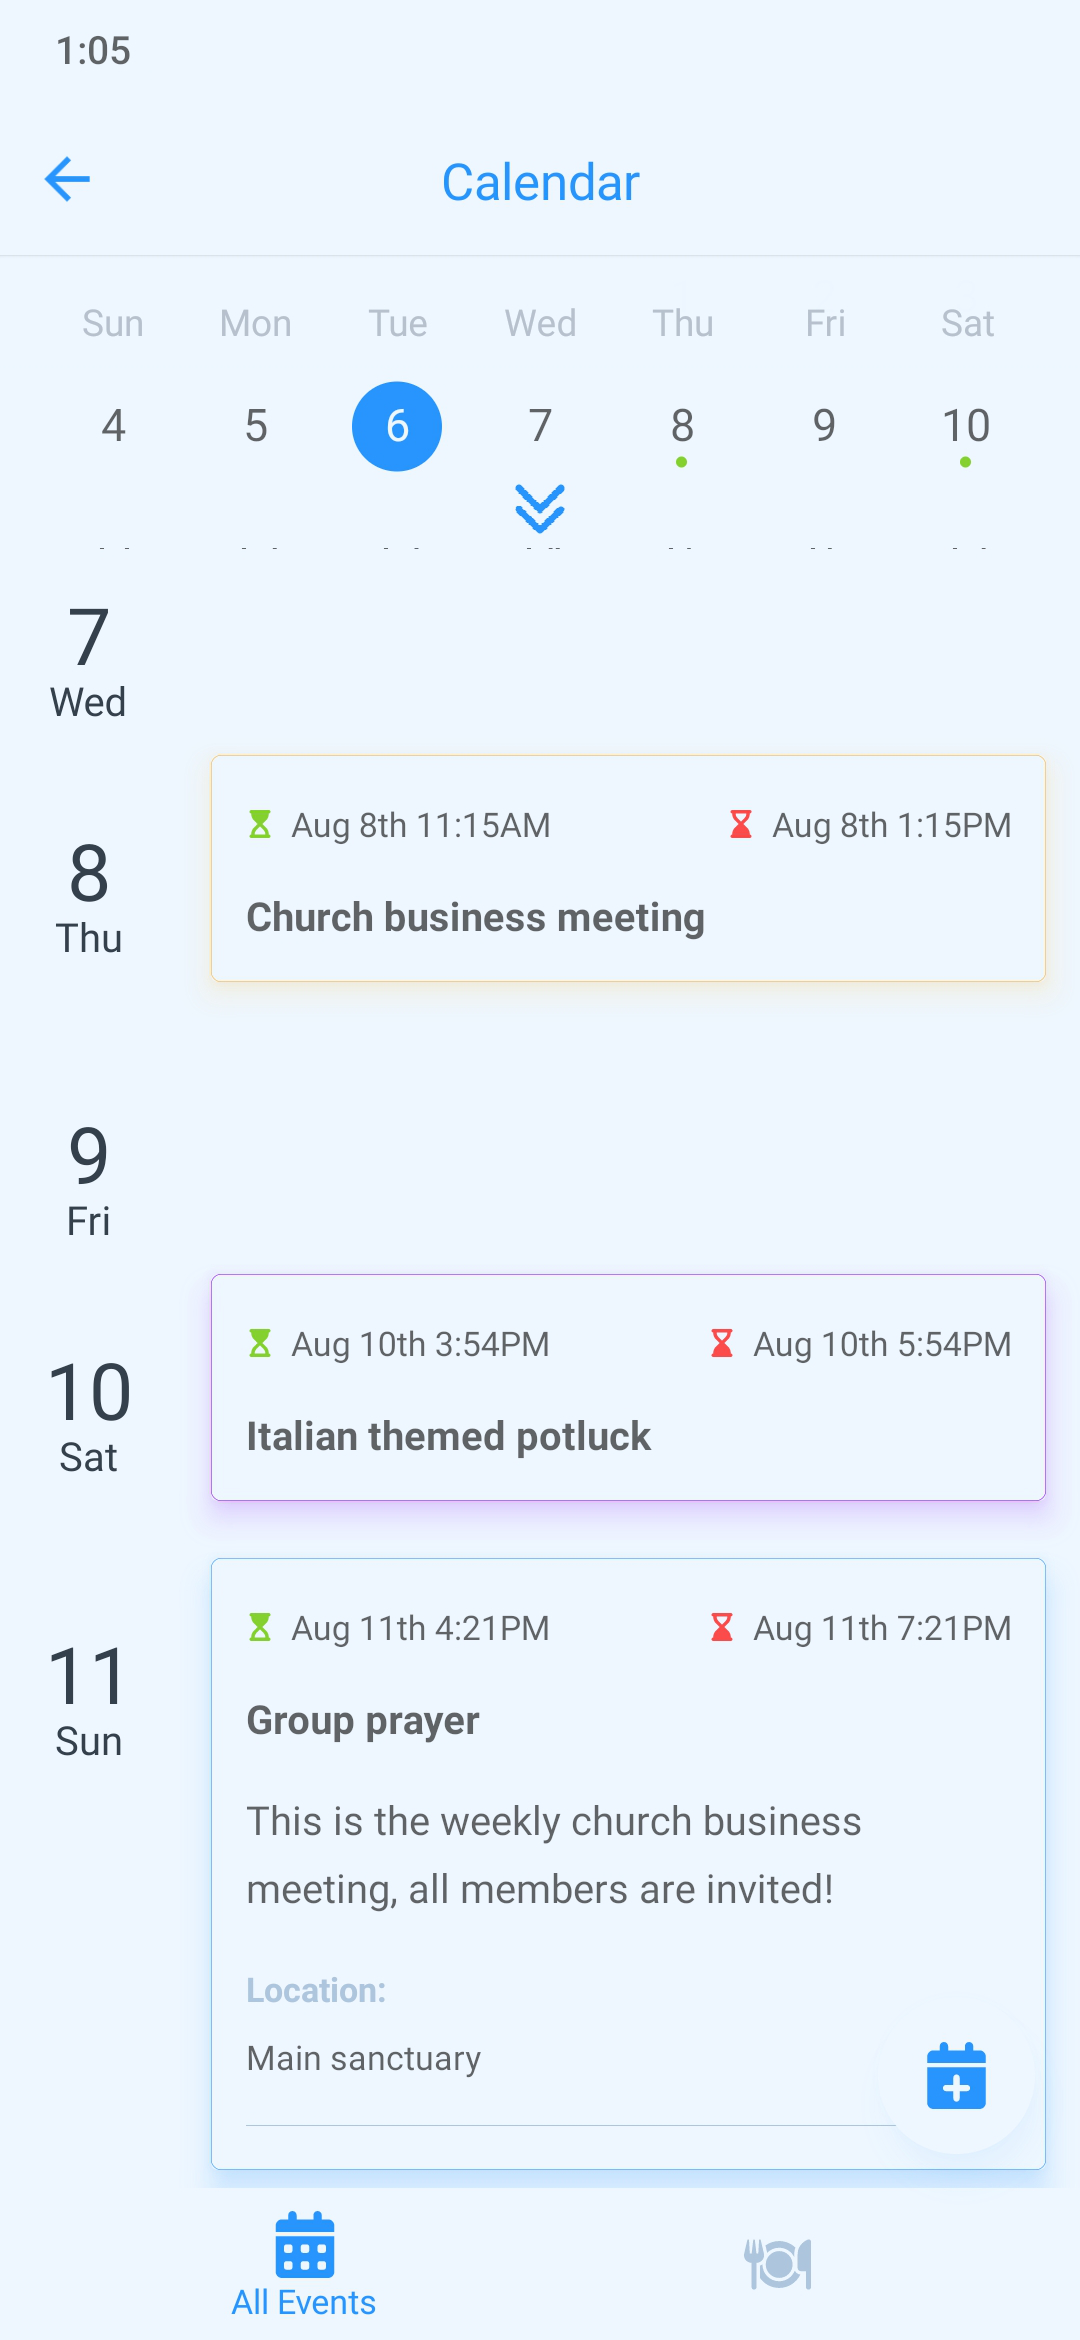 1:05
Calendar
Sun Mon Tue Wed Thu Fri Sat
4 5 6 7 8 9 10
7
Wed
8
Thu
Aug 8th 11:15AM Aug 8th 1:15PM
Church business meeting
9
Fri
10
Sat
Aug 10th 3:54PM Aug 10th 5:54PM
Italian themed potluck
11
Sun
Aug 11th 4:21PM Aug 11th 7:21PM
Group prayer
This is the weekly church business
meeting, all members are invited!
Location:
Main sanctuary
All Events